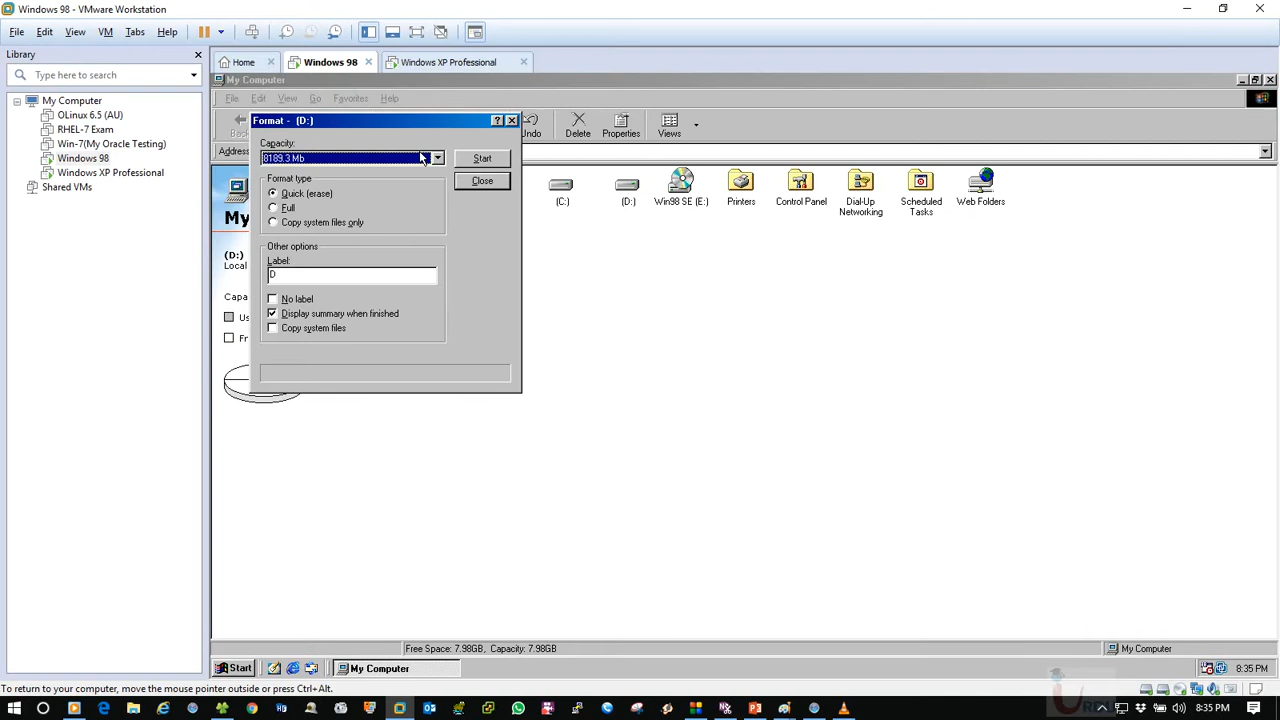 Windows 98 - VMware Workstation
File Edit View VM Tabs Help
Library
Type here to search
My Computer
OLinux 6.5 (AU)
RHEL-7 Exam
Win-7(My Oracle Testing)
Windows 98
Windows XP Professional
Shared VMs
Home Windows 98 Windows XP Professional
My Computer
File Edit View Go Favorites Help
Back Undo Delete Properties Views
Address
Format - (D:)
Capacity:
8189.3 Mb
Start
Format type
Close
Quick (erase)
Full
Copy system files only
Other options
Label:
D
No label
Display summary when finished
Copy system files
(C:) (D:) Win98 SE (E:) Printers Control Panel Dial-Up Networking Scheduled Tasks Web Folders
My
(D:)
Local
Capa
Us
Fr
Free Space: 7.98GB, Capacity: 7.98GB My Computer
Start My Computer 8:35 PM
To return to your computer, move the mouse pointer outside or press Ctrl+Alt.
8:35 PM